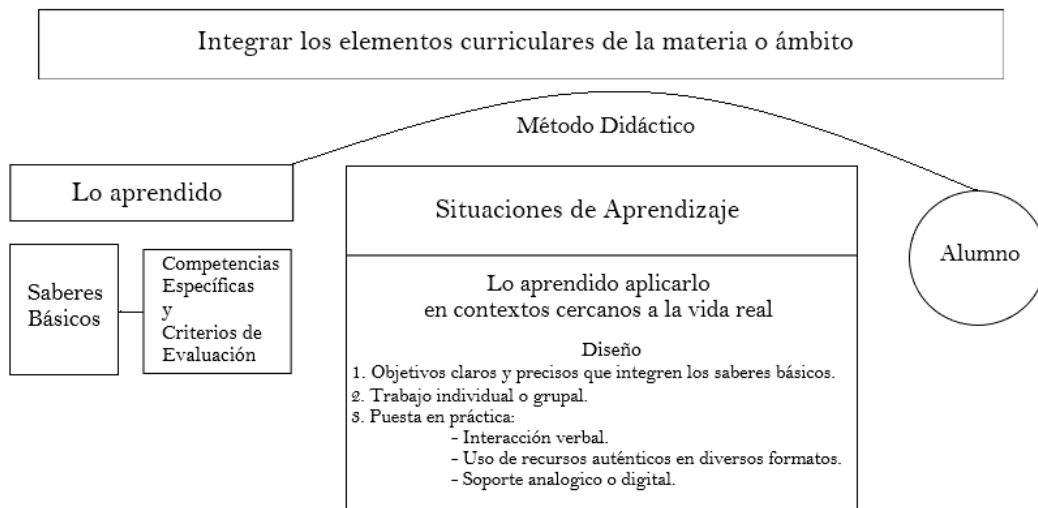 Integrar los elementos curriculares de la materia o ámbito
Método Didáctico
Lo aprendido
Saberes
Básicos
Competencias
Específicas
y
Criterios de
Evaluación
Situaciones de Aprendizaje
Lo aprendido aplicarlo
en contextos cercanos a la vida real
Diseño
1. Objetivos claros y precisos que integren los saberes básicos.
2. Trabajo individual o grupal.
3. Puesta en práctica:
- Interacción verbal.
- Uso de recursos auténticos en diversos formatos.
- Soporte analogico o digital.
Alumno